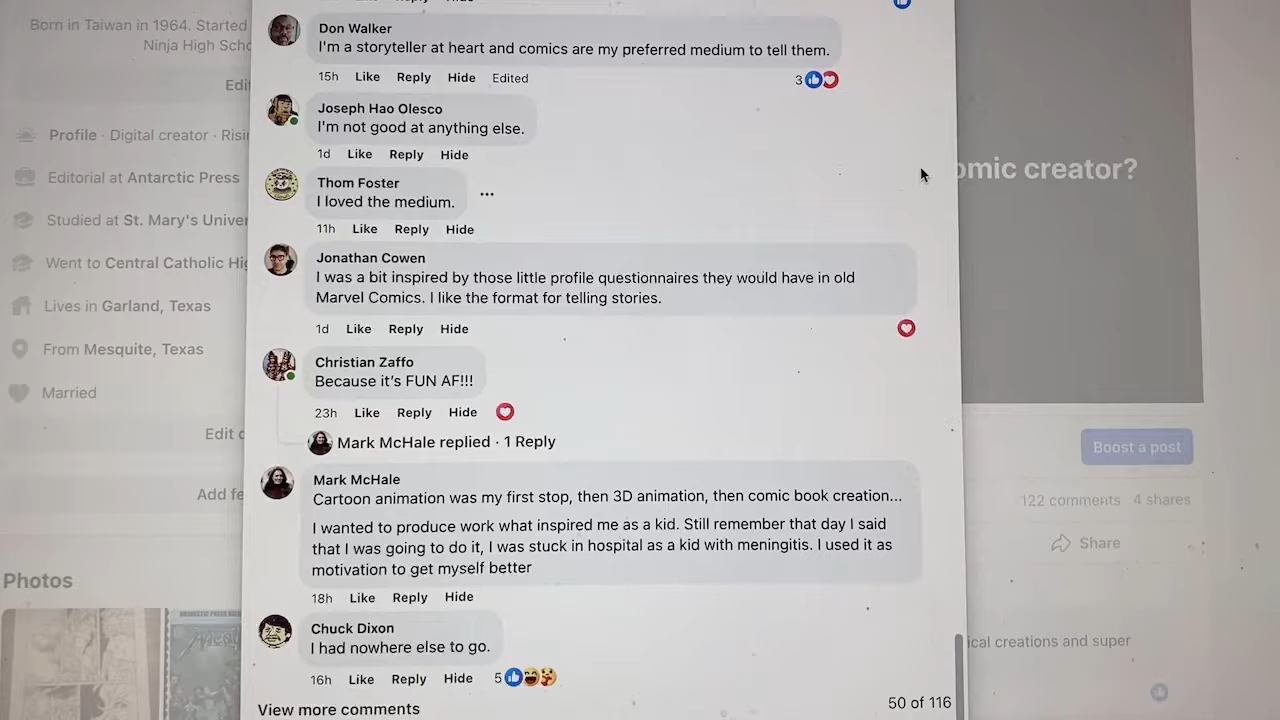 Born in Taiwan in 1964. Started
Ninja High Scho
Edi
Profile · Digital creator · Risi
Editorial at Antarctic Press
Studied at St. Mary's Univer
Went to Central Catholic Hig
Lives in Garland, Texas
From Mesquite, Texas
Married
Edit d
Add fe
Photos
Reply Hide
Don Walker
I'm a storyteller at heart and comics are my preferred medium to tell them.
15h Like Reply Hide Edited 3
Joseph Hao Olesco
I'm not good at anything else.
1d Like Reply Hide
Thom Foster
I loved the medium.
...
11h Like Reply Hide
Jonathan Cowen
I was a bit inspired by those little profile questionnaires they would have in old
Marvel Comics. I like the format for telling stories.
1d Like Reply Hide
Christian Zaffo
Because it's FUN AF!!!
23h Like Reply Hide
Mark McHale replied · 1 Reply
Mark McHale
Cartoon animation was my first stop, then 3D animation, then comic book creation...
I wanted to produce work what inspired me as a kid. Still remember that day I said
that I was going to do it, I was stuck in hospital as a kid with meningitis. I used it as
motivation to get myself better
18h Like Reply Hide
Chuck Dixon
I had nowhere else to go.
16h Like Reply Hide 5
View more comments
50 of 116
omic creator?
Boost a post
122 comments 4 shares
Share
ical creations and super